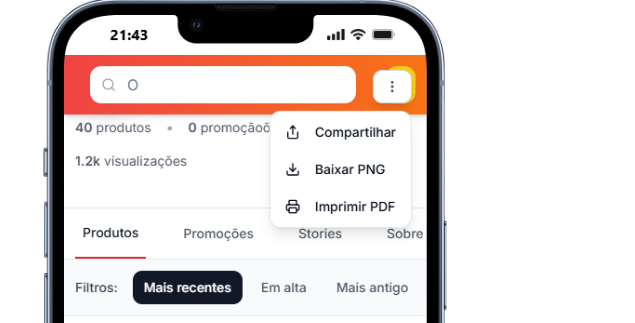 21:43
O
40 produtos • 0 promoçãoõ
1.2k visualizações
Compartilhar
Baixar PNG
Imprimir PDF
Produtos Promoções Stories Sobre
Filtros: Mais recentes Em alta Mais antigo